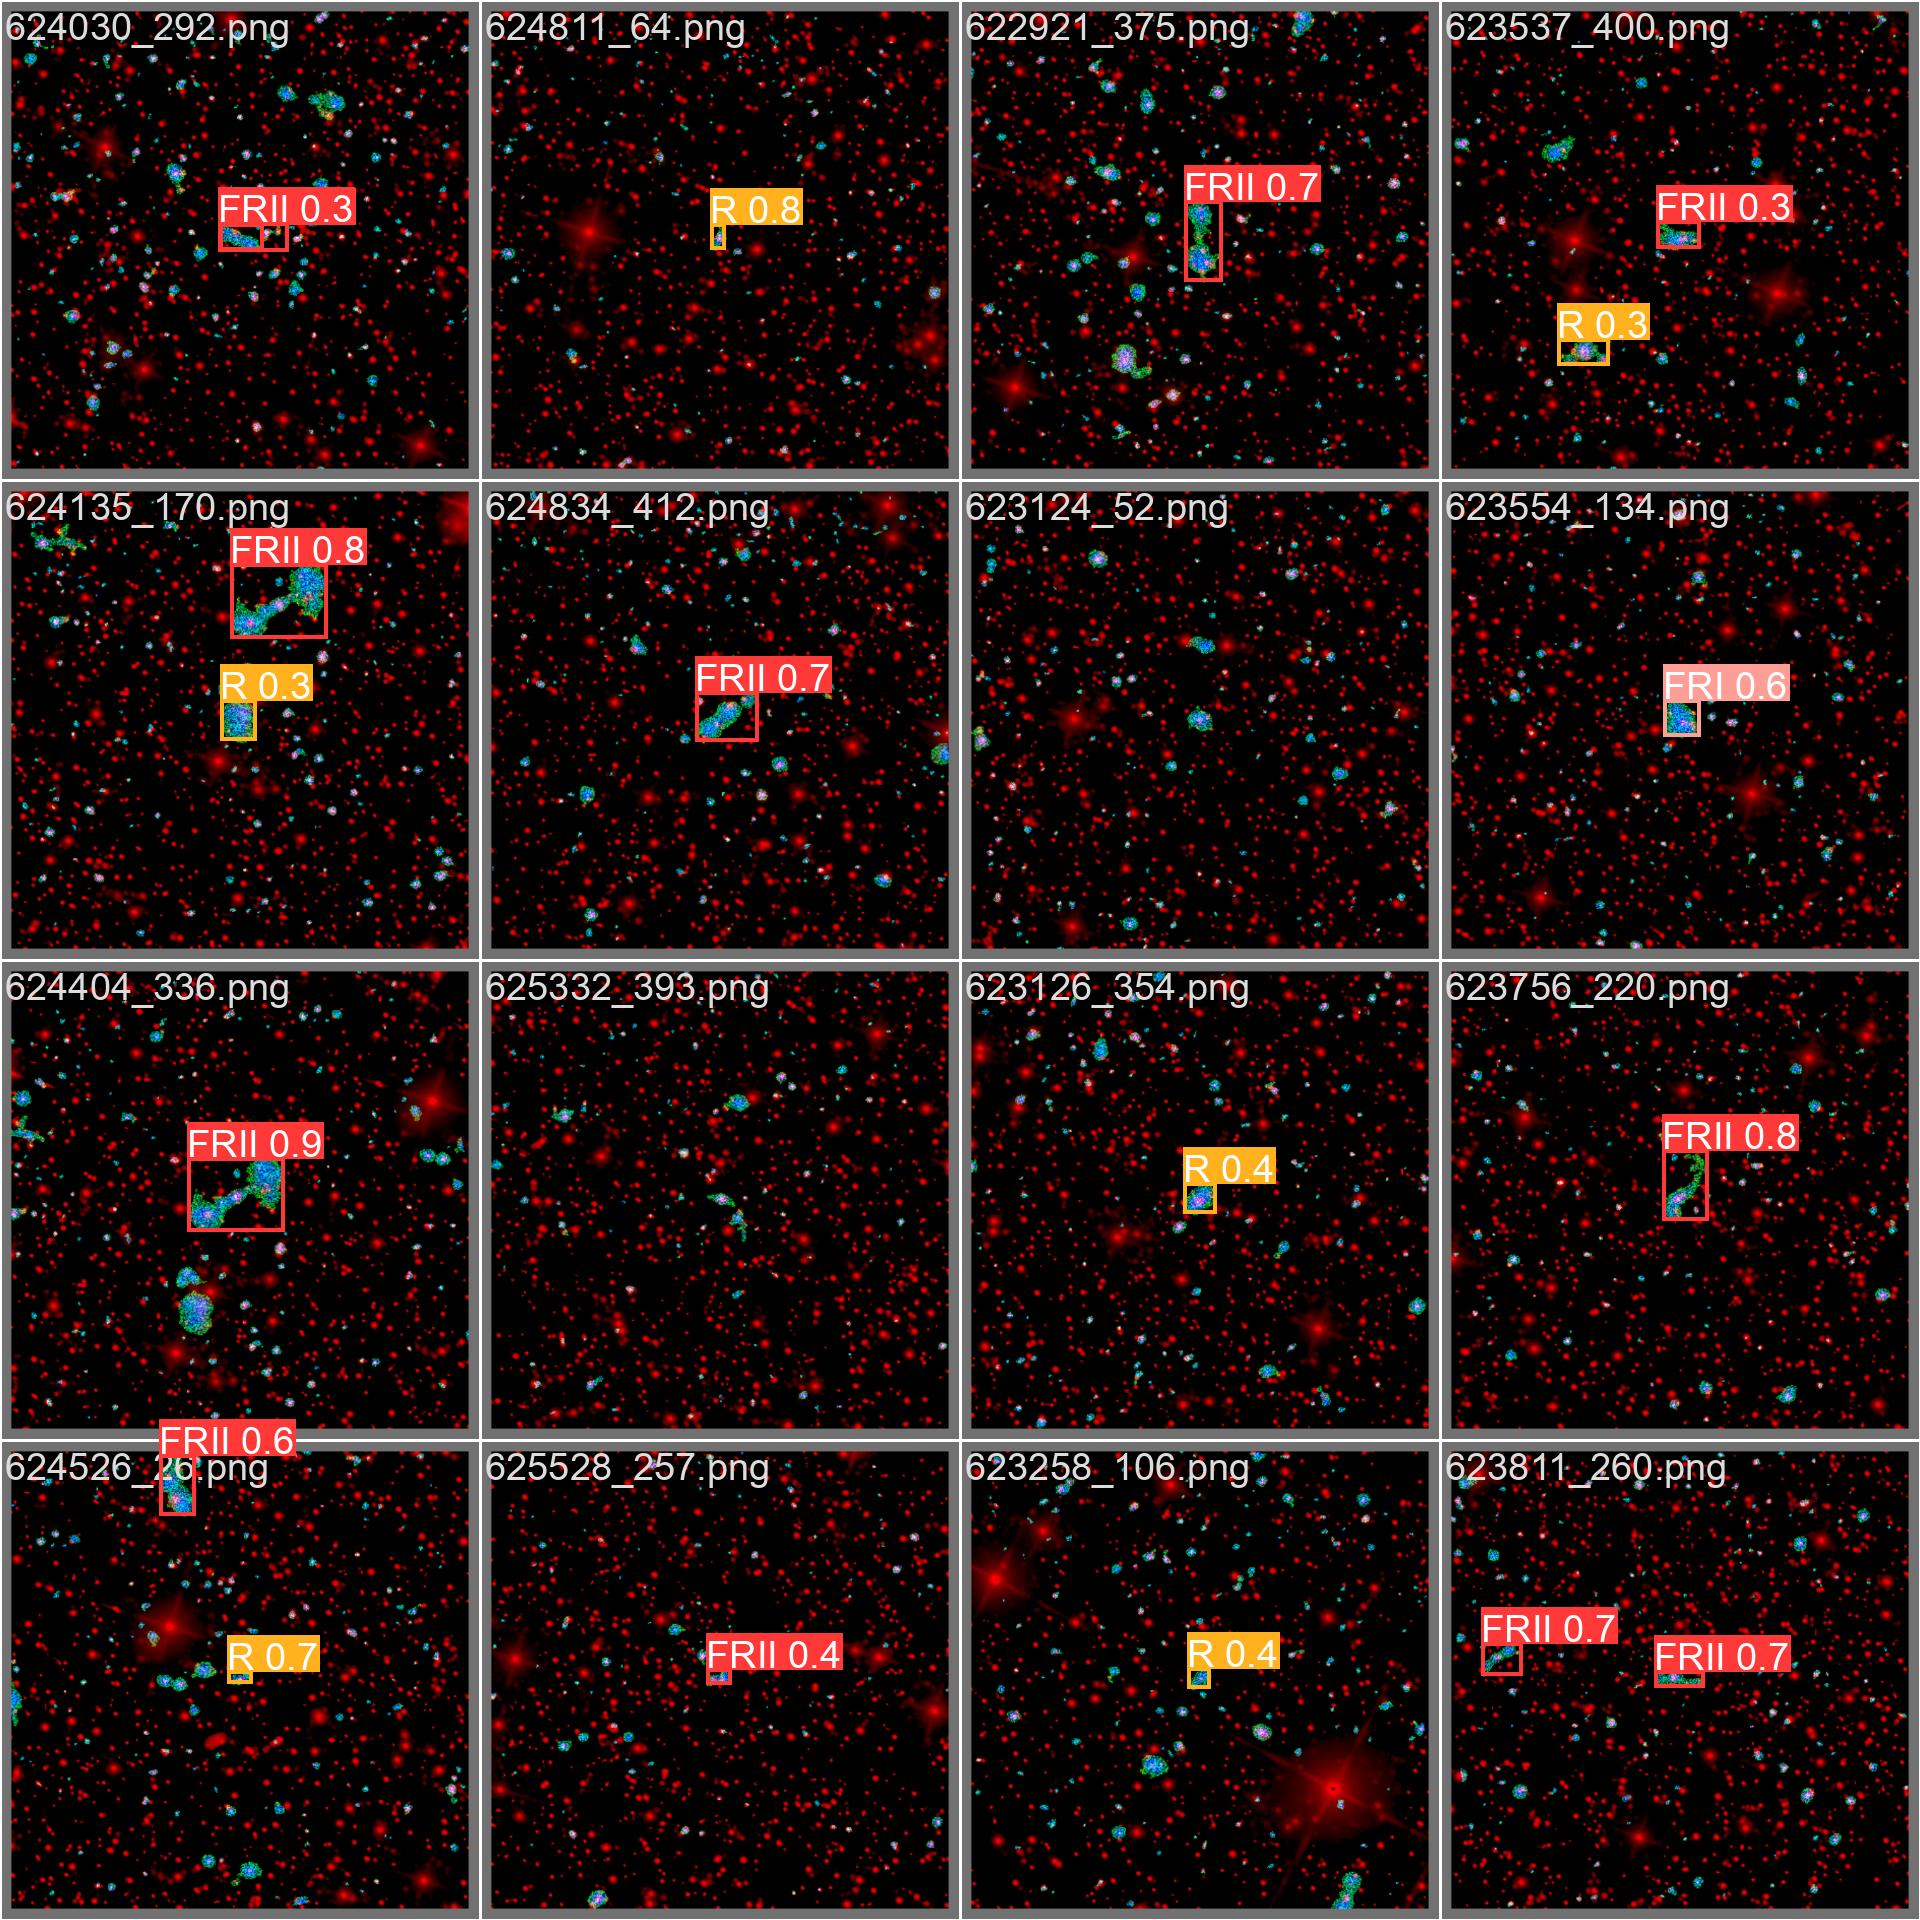 624030_292.png
FRII 0.3
624811_64.png
R 0.8
622921_375.png
FRII 0.7
623537_400.png
FRII 0.3
R 0.3
624135_170.png
FRII 0.8
R 0.3
624834_412.png
FRII 0.7
623124_52.png
623554_134.png
FRI 0.6
624404_336.png
FRII 0.9
625332_393.png
623126_354.png
R 0.4
623756_220.png
FRII 0.8
FRII 0.6
624526_26.png
R 0.7
625528_257.png
FRII 0.4
623258_106.png
R 0.4
623811_260.png
FRII 0.7
FRII 0.7